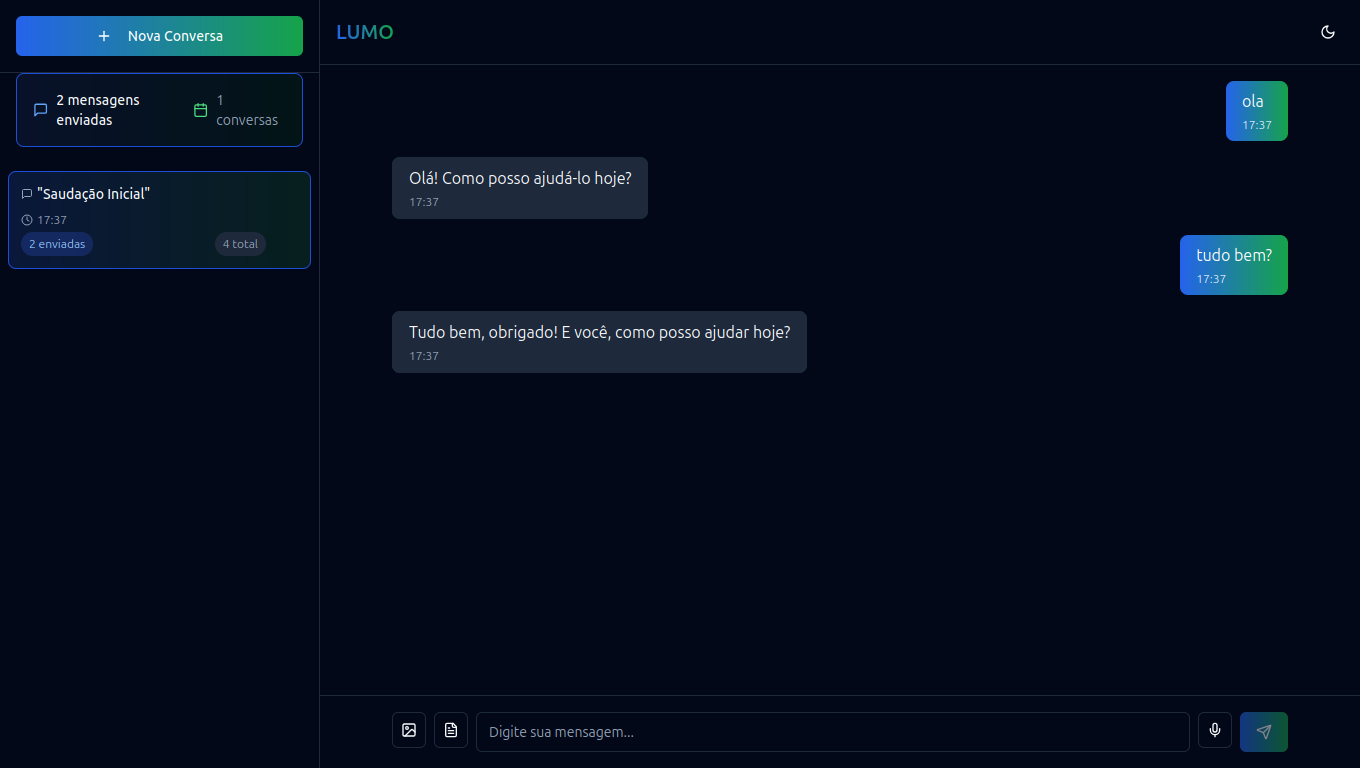 Nova Conversa
2 mensagens
enviadas
1
conversas
"Saudação Inicial"
17:37
2 enviadas
4 total
LUMO
ola
17:37
Olá! Como posso ajudá-lo hoje?
17:37
tudo bem?
17:37
Tudo bem, obrigado! E você, como posso ajudar hoje?
17:37
Digite sua mensagem...